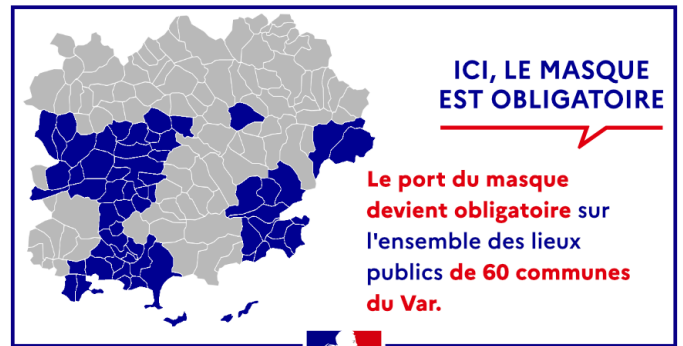 ICI, LE MASQUE
EST OBLIGATOIRE
Le port du masque
devient obligatoire sur
l'ensemble des lieux
publics de 60 communes
du Var.